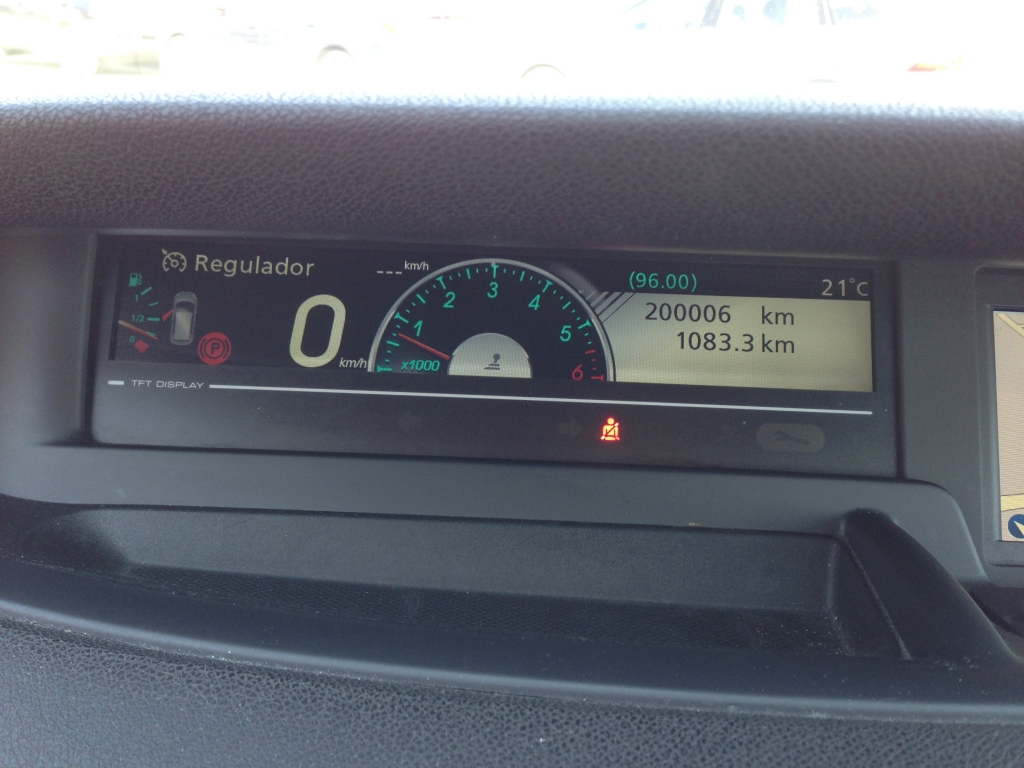 Regulador
--- km/h
1/2
0
P
0 km/h
1 2 3 4 5 6
x1000
(96.00)
21°C
200006 km
1083.3 km
TFT DISPLAY